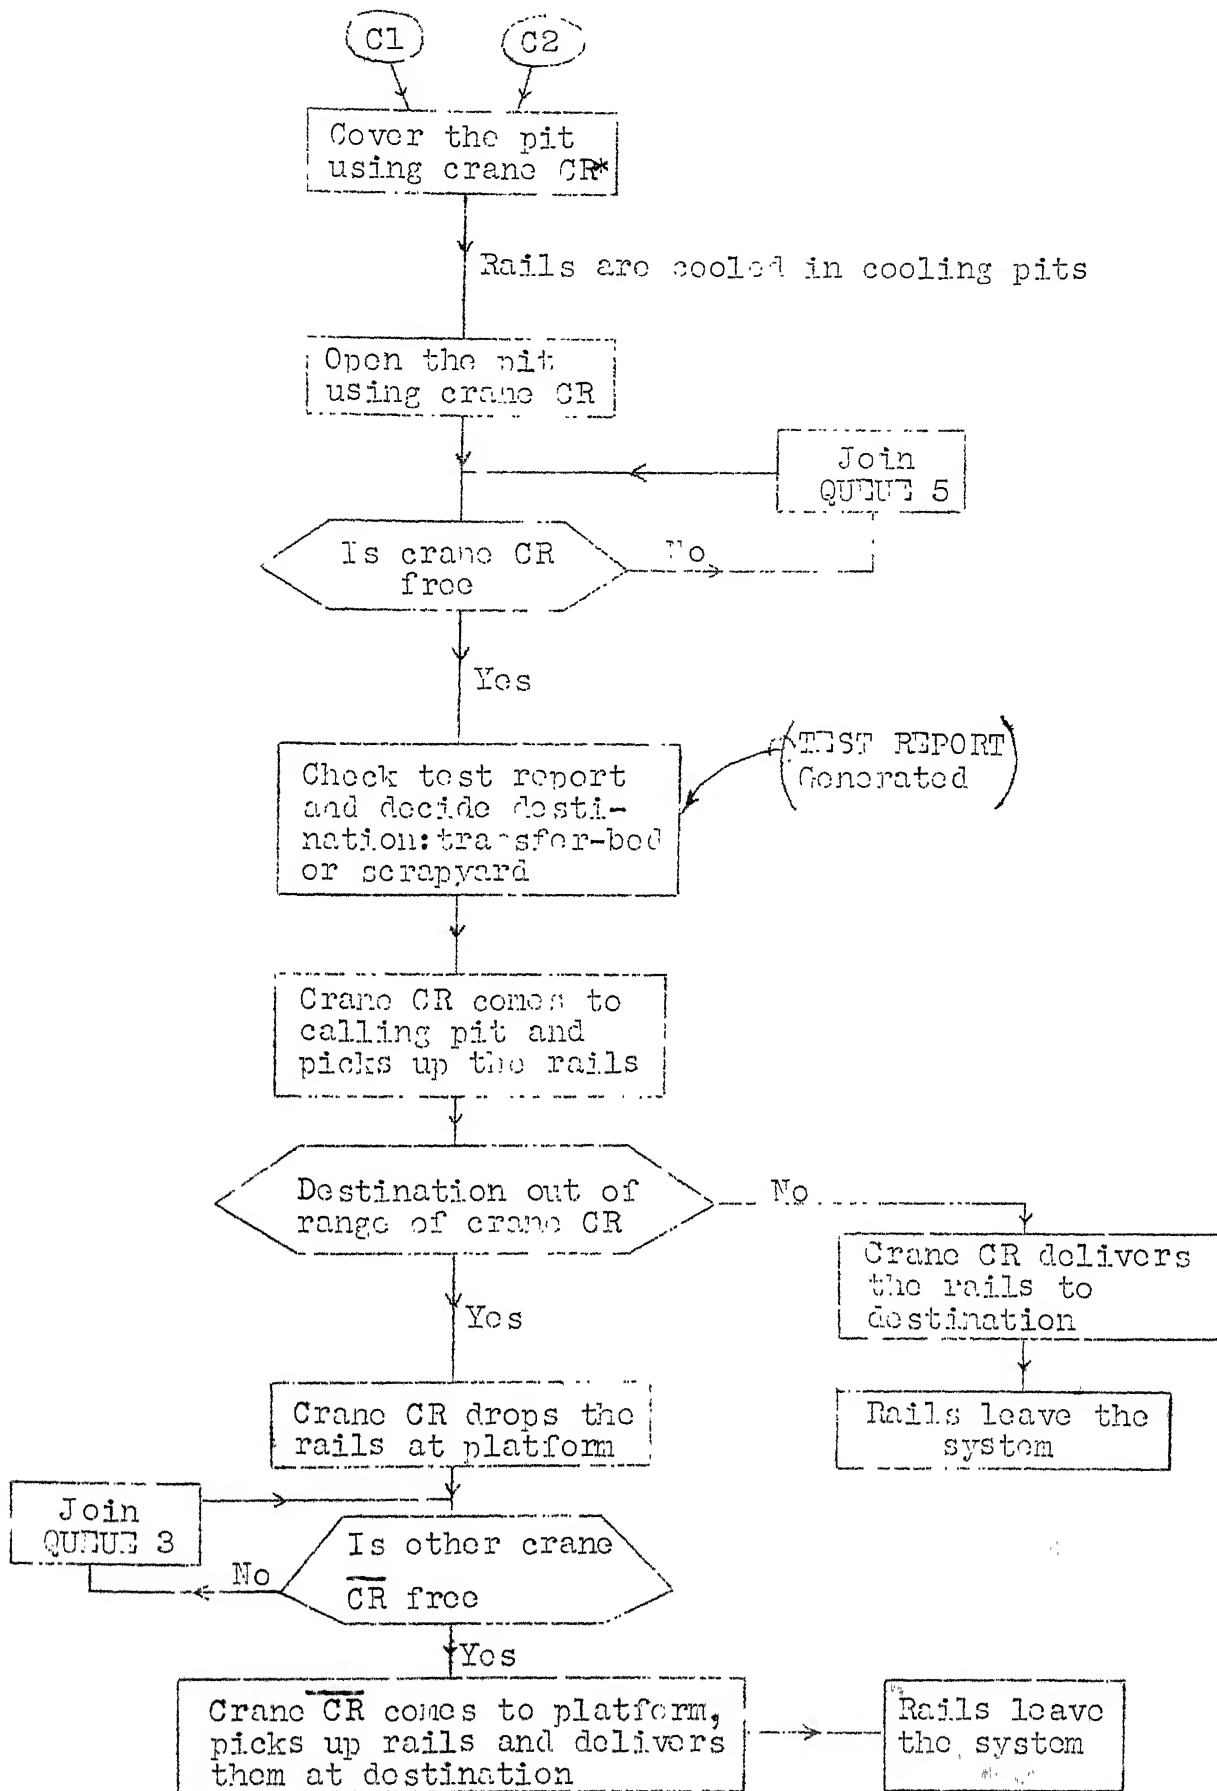 C1
C2
Cover the pit
using crane CR*
Rails are cooled in cooling pits
Open the pit
using crane CR
Join
QUEUE 5
Is crane CR
free
No
Yes
TEST REPORT
Generated
Check test report
and decide desti-
nation:transfer-bed
or scrapyard
Crane CR comes to
calling pit and
picks up the rails
Destination out of
range of crane CR
No
Crane CR delivers
the rails to
destination
Yes
Rails leave the
system
Crane CR drops the
rails at platform
Join
QUEUE 3
Is other crane
C̅R̅ free
No
Yes
Crane C̅R̅ comes to platform,
picks up rails and delivers
them at destination
Rails leave
the system